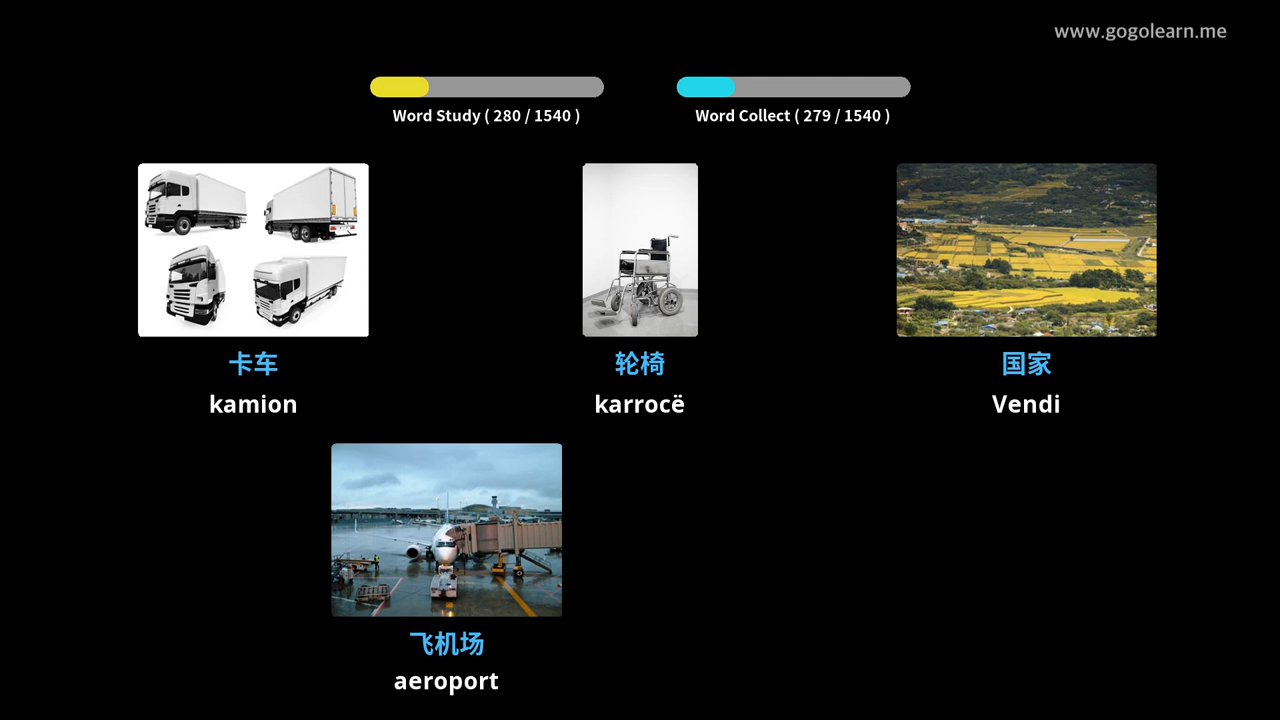 www.gogolearn.me
Word Study ( 280 / 1540 )
Word Collect ( 279 / 1540 )
卡车
kamion
轮椅
karrocë
国家
Vendi
飞机场
aeroport